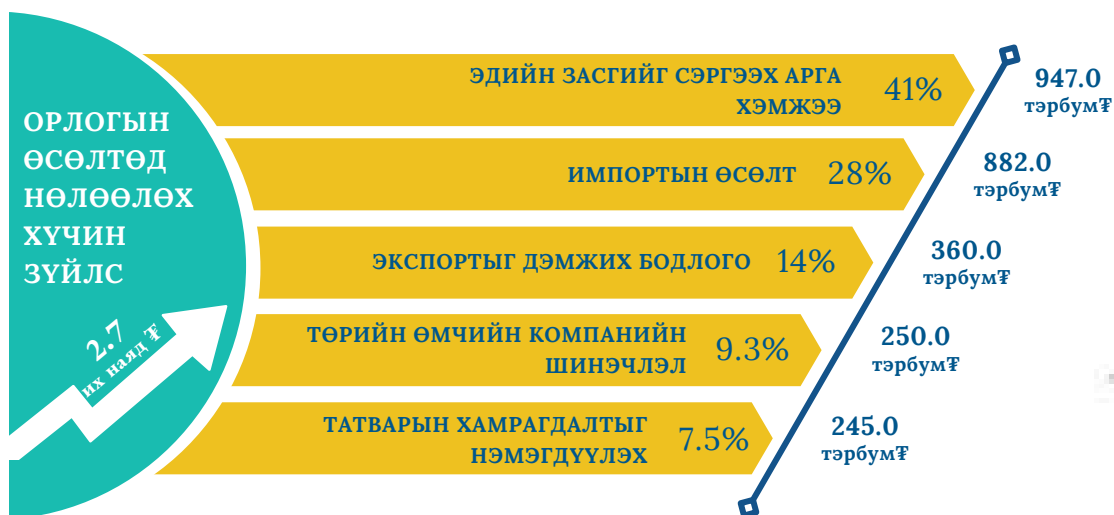 ОРЛОГЫН
ӨСӨЛТӨД
НӨЛӨӨЛӨХ
ХҮЧИН
ЗҮЙЛС
2.7
их наяд ₮
ЭДИЙН ЗАСГИЙГ СЭРГЭЭХ АРГА
ХЭМЖЭЭ
41%
947.0
тэрбум₮
ИМПОРТЫН ӨСӨЛТ 28%
882.0
тэрбум₮
ЭКСПОРТЫГ ДЭМЖИХ БОДЛОГО 14%
360.0
тэрбум₮
ТӨРИЙН ӨМЧИЙН КОМПАНИЙН
ШИНЭЧЛЭЛ
9.3%
250.0
тэрбум₮
ТАТВАРЫН ХАМРАГДАЛТЫГ
НЭМЭГДҮҮЛЭХ
7.5%
245.0
тэрбум₮